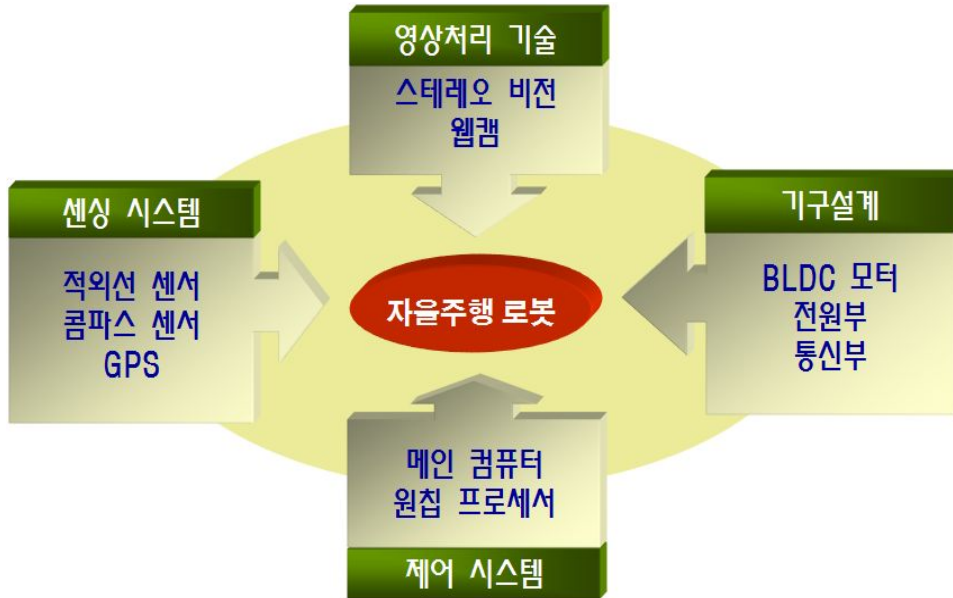 영상처리 기술
스테레오 비전
웹캠
센싱 시스템
적외선 센서
콤파스 센서
GPS
자율주행 로봇
기구설계
BLDC 모터
전원부
통신부
메인 컴퓨터
원칩 프로세서
제어 시스템